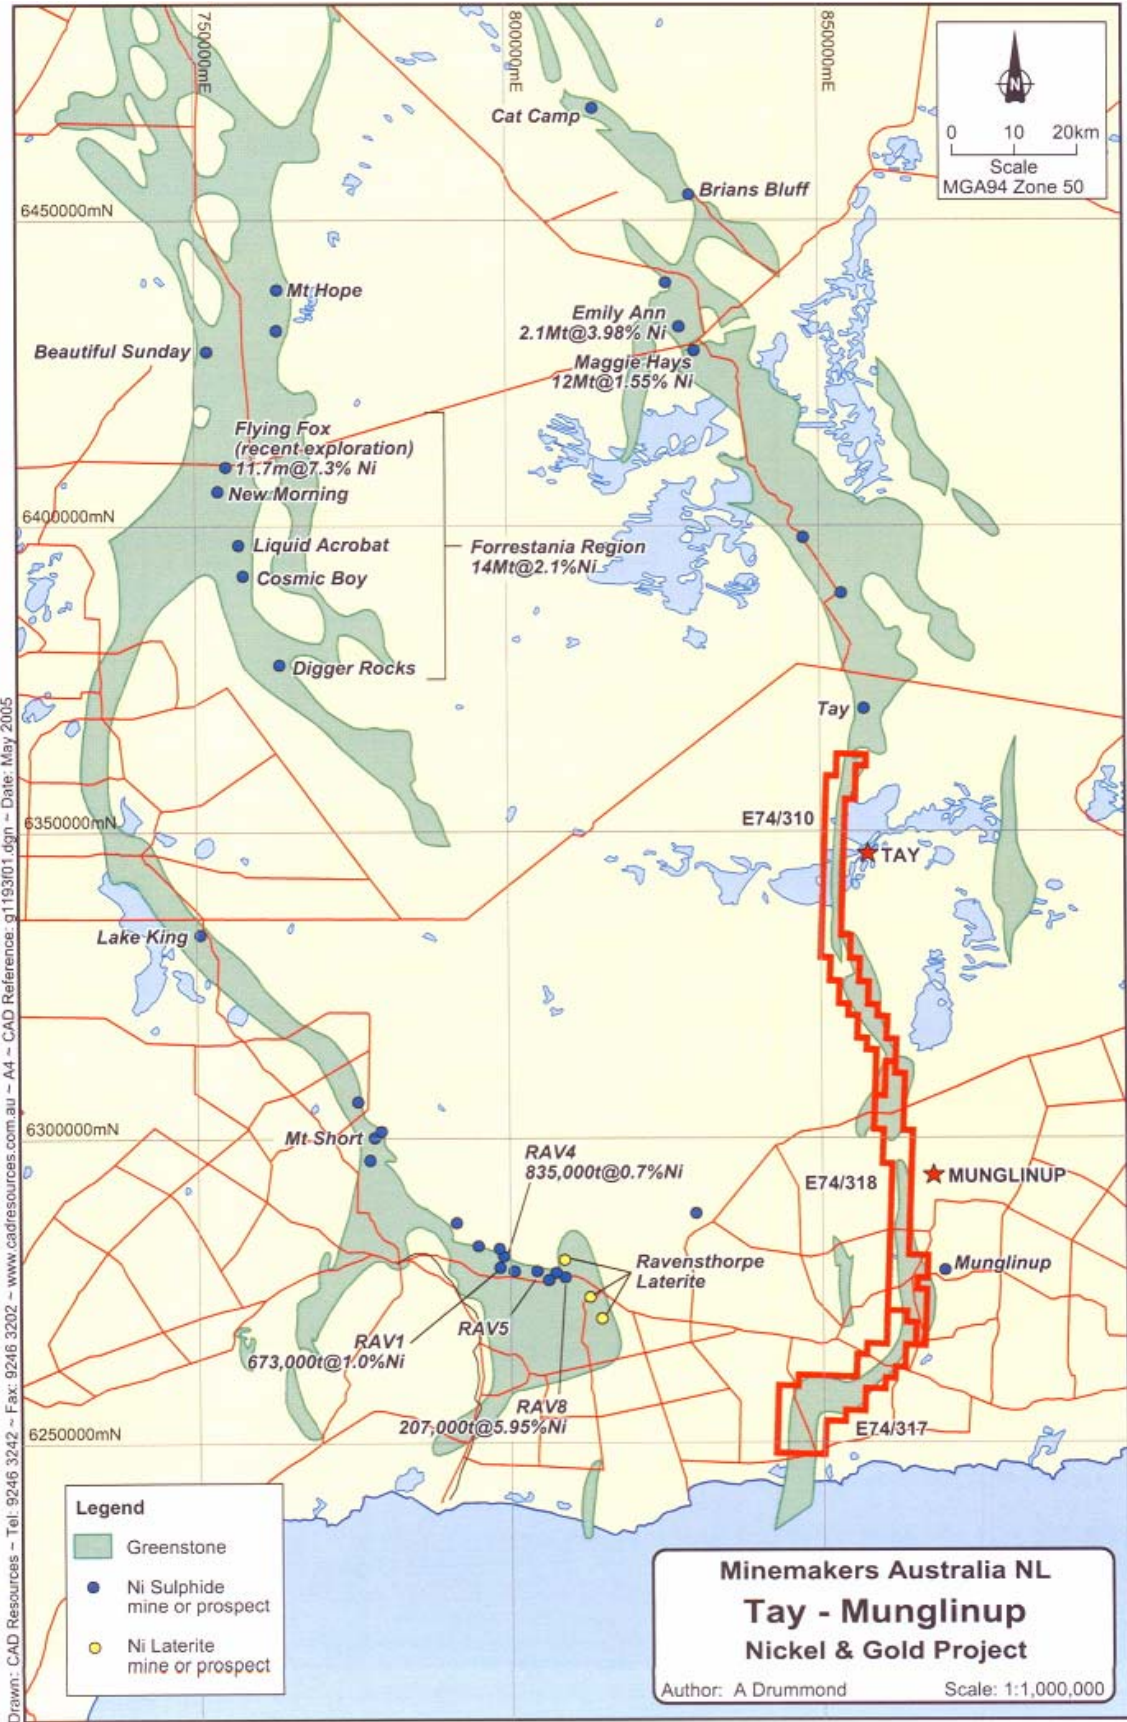 750000mE
800000mE
850000mE
N
0 10 20km
Scale
MGA94 Zone 50
Cat Camp
Brians Bluff
6450000mN
Mt Hope
Emily Ann
2.1Mt@3.98% Ni
Beautiful Sunday
Maggie Hays
12Mt@1.55% Ni
Flying Fox
(recent exploration)
11.7m@7.3% Ni
New Morning
6400000mN
Liquid Acrobat
Forrestania Region
14Mt@2.1%Ni
Cosmic Boy
Digger Rocks
Tay
E74/310
6350000mN
TAY
Lake King
6300000mN
Mt Short
RAV4
835,000t@0.7%Ni
E74/318
MUNGLINUP
Ravensthorpe
Laterite
Munglinup
RAV5
RAV1
673,000t@1.0%Ni
RAV8
207,000t@5.95%Ni
E74/317
6250000mN
Legend
Greenstone
Ni Sulphide
mine or prospect
Ni Laterite
mine or prospect
Minemakers Australia NL
Tay - Munglinup
Nickel & Gold Project
Author: A Drummond Scale: 1:1,000,000
Drawn: CAD Resources ~ Tel: 9246 3242 ~ Fax: 9246 3202 ~ www.cadresources.com.au ~ A4 ~ CAD Reference: g1193f01.dgn ~ Date: May 2005